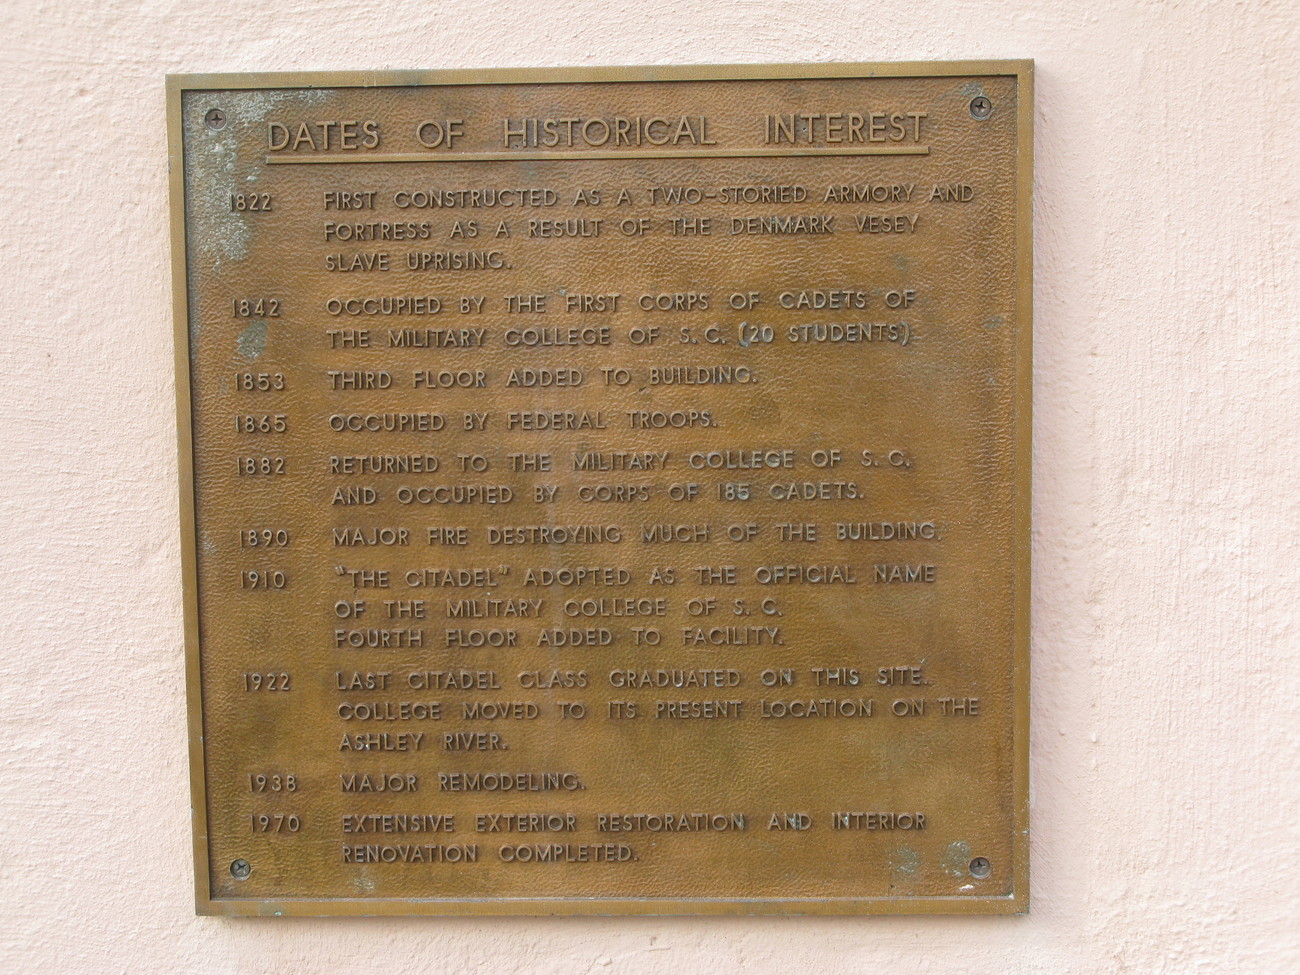 DATES OF HISTORICAL INTEREST
1822 FIRST CONSTRUCTED AS A TWO-STORIED ARMORY AND
FORTRESS AS A RESULT OF THE DENMARK VESEY
SLAVE UPRISING.
1842 OCCUPIED BY THE FIRST CORPS OF CADETS OF
THE MILITARY COLLEGE OF S. C. (20 STUDENTS)
1853 THIRD FLOOR ADDED TO BUILDING.
1865 OCCUPIED BY FEDERAL TROOPS.
1882 RETURNED TO THE MILITARY COLLEGE OF S. C.
AND OCCUPIED BY CORPS OF 185 CADETS.
1890 MAJOR FIRE DESTROYING MUCH OF THE BUILDING.
1910 "THE CITADEL" ADOPTED AS THE OFFICIAL NAME
OF THE MILITARY COLLEGE OF S. C.
FOURTH FLOOR ADDED TO FACILITY.
1922 LAST CITADEL CLASS GRADUATED ON THIS SITE.
COLLEGE MOVED TO ITS PRESENT LOCATION ON THE
ASHLEY RIVER.
1938 MAJOR REMODELING.
1970 EXTENSIVE EXTERIOR RESTORATION AND INTERIOR
RENOVATION COMPLETED.